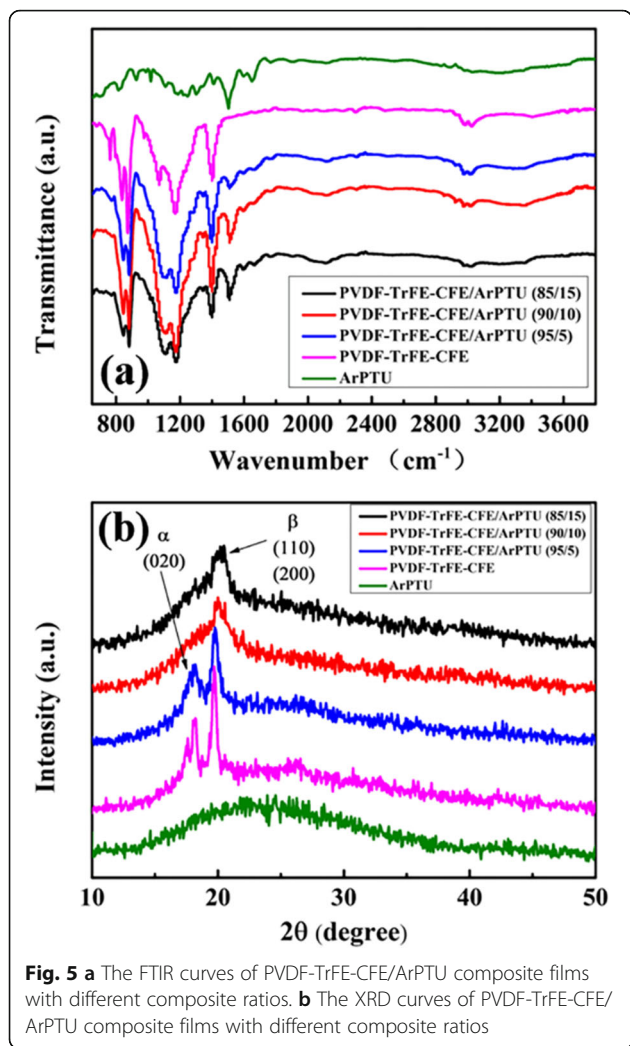 Transmittance (a.u.)
(a)
PVDF-TrFE-CFE/ArPTU (85/15)
PVDF-TrFE-CFE/ArPTU (90/10)
PVDF-TrFE-CFE/ArPTU (95/5)
PVDF-TrFE-CFE
ArPTU
800 1200 1600 2000 2400 2800 3200 3600
Wavenumber (cm⁻¹)
Intensity (a.u.)
(b)
α
(020)
β
(110)
(200)
PVDF-TrFE-CFE/ArPTU (85/15)
PVDF-TrFE-CFE/ArPTU (90/10)
PVDF-TrFE-CFE/ArPTU (95/5)
PVDF-TrFE-CFE
ArPTU
10 20 30 40 50
2θ (degree)
Fig. 5 a The FTIR curves of PVDF-TrFE-CFE/ArPTU composite films
with different composite ratios. b The XRD curves of PVDF-TrFE-CFE/
ArPTU composite films with different composite ratios